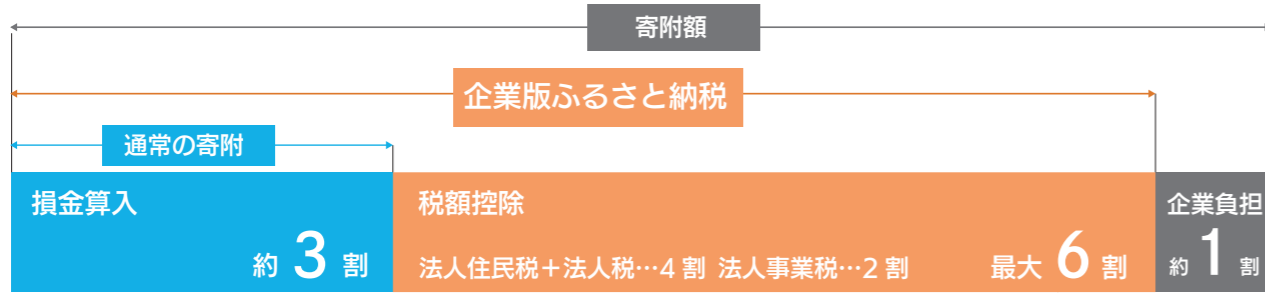 寄附額
企業版ふるさと納税
通常の寄附
損金算入
約 3 割
税額控除
法人住民税＋法人税…4 割 法人事業税…2 割
最大 6 割
企業負担
約 1 割